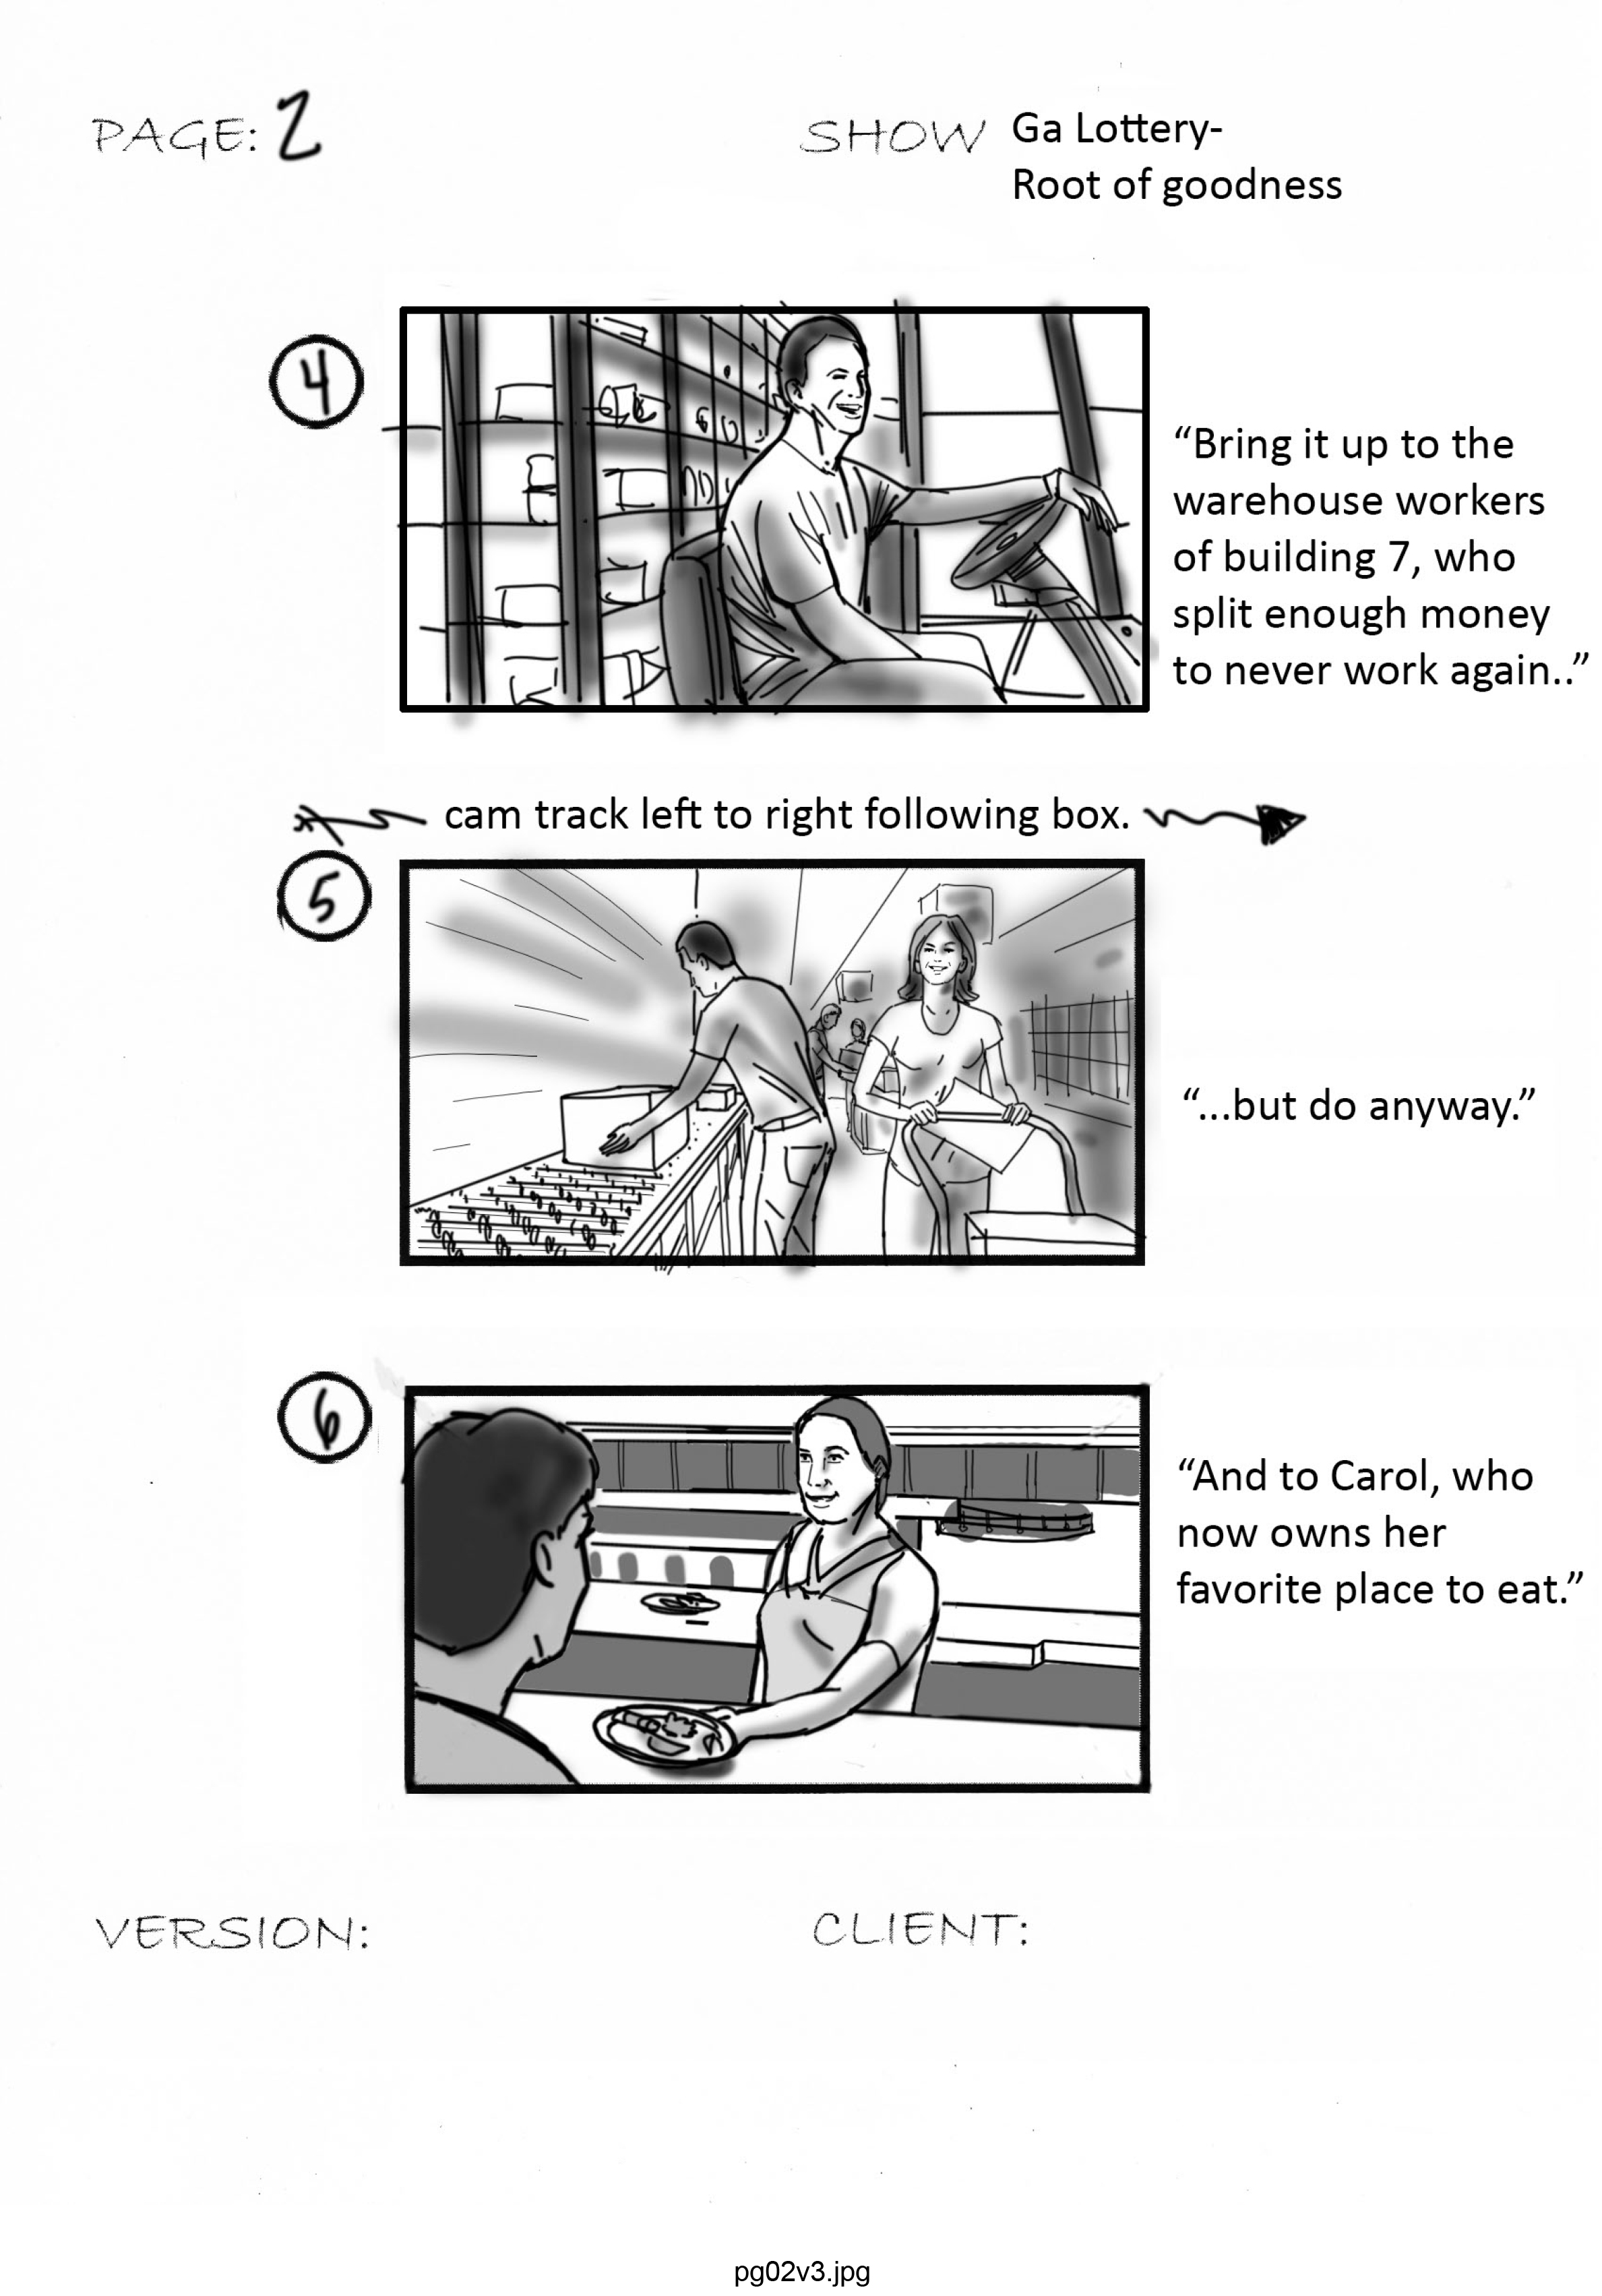 PAGE: 2
SHOW Ga Lottery-
Root of goodness
4
“Bring it up to the
warehouse workers
of building 7, who
split enough money
to never work again..”
cam track left to right following box.
5
“...but do anyway.”
6
“And to Carol, who
now owns her
favorite place to eat.”
VERSION:
CLIENT:
pg02v3.jpg